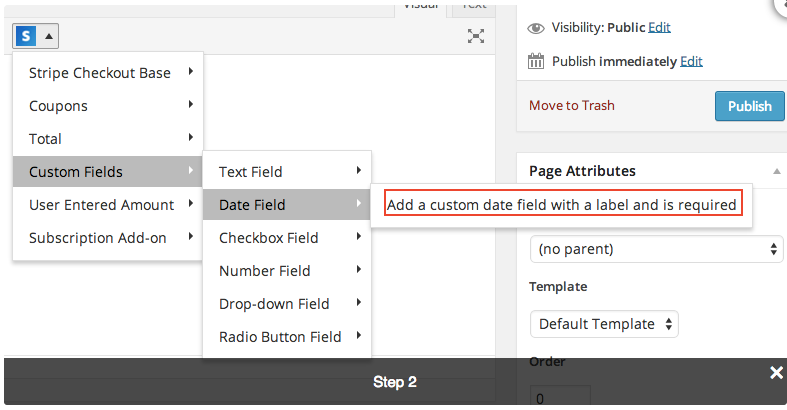 Visual
Text
S
Stripe Checkout Base
Coupons
Total
Custom Fields
User Entered Amount
Subscription Add-on
Text Field
Date Field
Checkbox Field
Number Field
Drop-down Field
Radio Button Field
Add a custom date field with a label and is required
Visibility: Public Edit
Publish immediately Edit
Move to Trash
Publish
Page Attributes
(no parent)
Template
Default Template
Order
0
Step 2
×